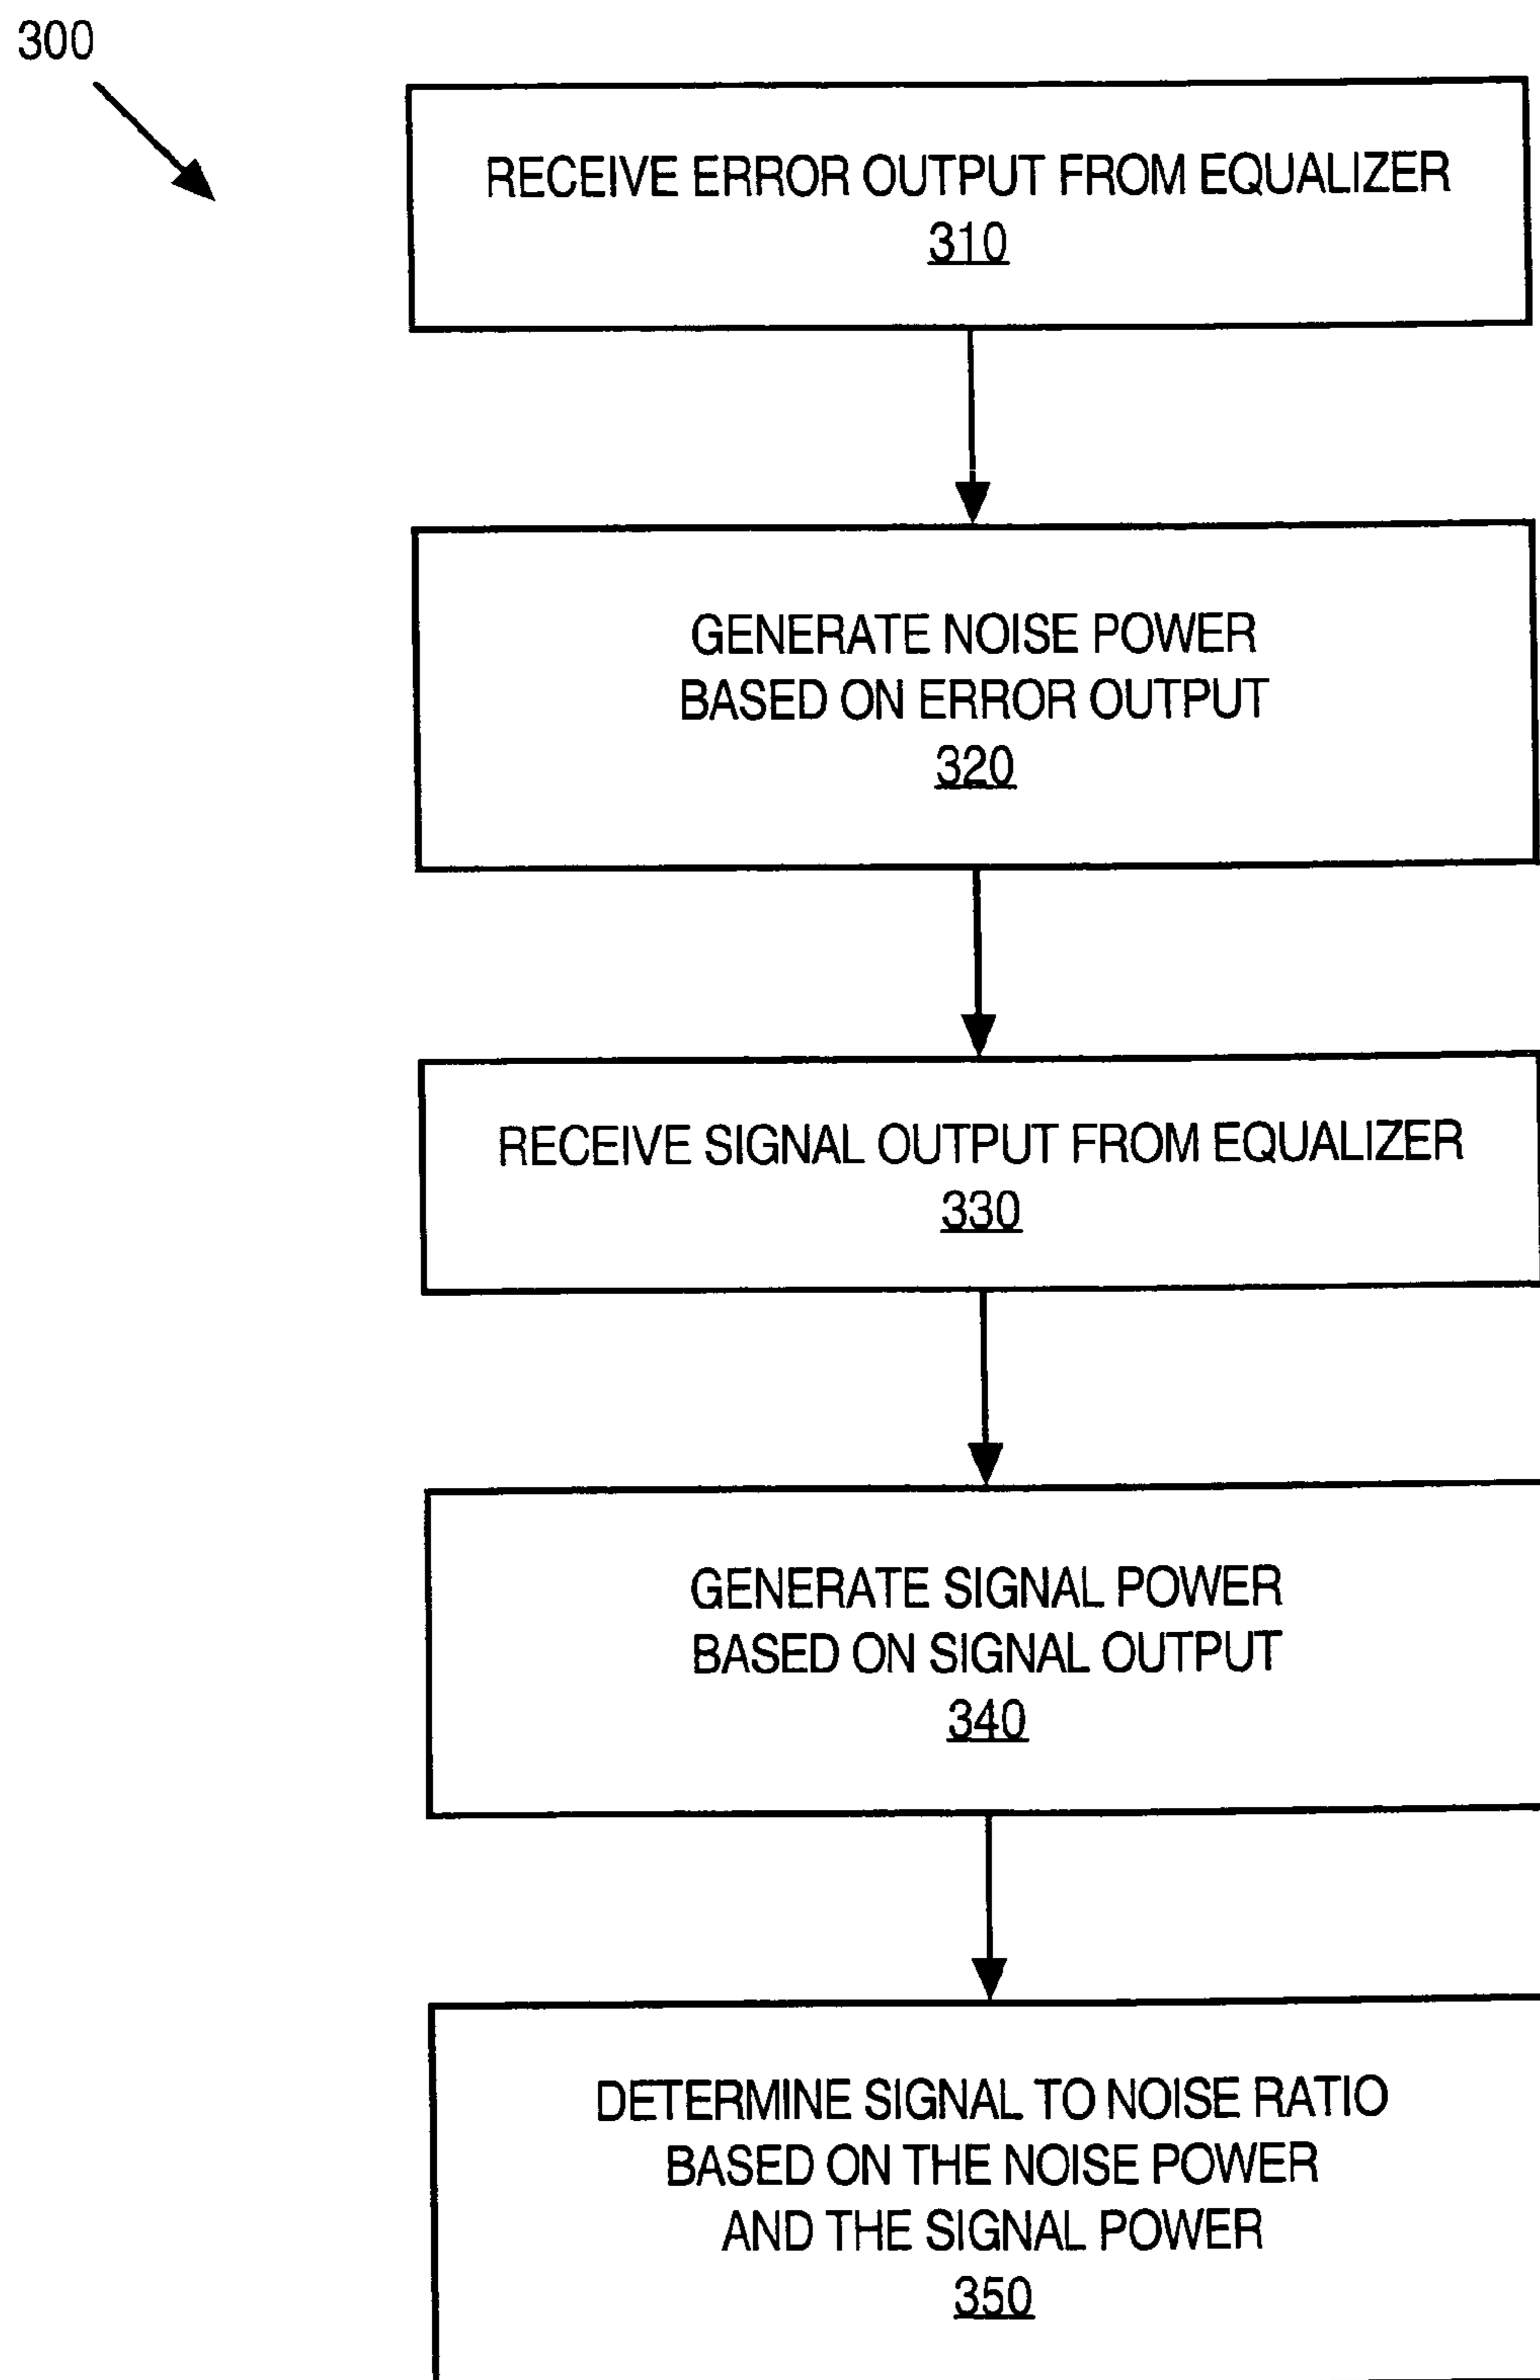 300
RECEIVE ERROR OUTPUT FROM EQUALIZER
310
GENERATE NOISE POWER
BASED ON ERROR OUTPUT
320
RECEIVE SIGNAL OUTPUT FROM EQUALIZER
330
GENERATE SIGNAL POWER
BASED ON SIGNAL OUTPUT
340
DETERMINE SIGNAL TO NOISE RATIO
BASED ON THE NOISE POWER
AND THE SIGNAL POWER
350